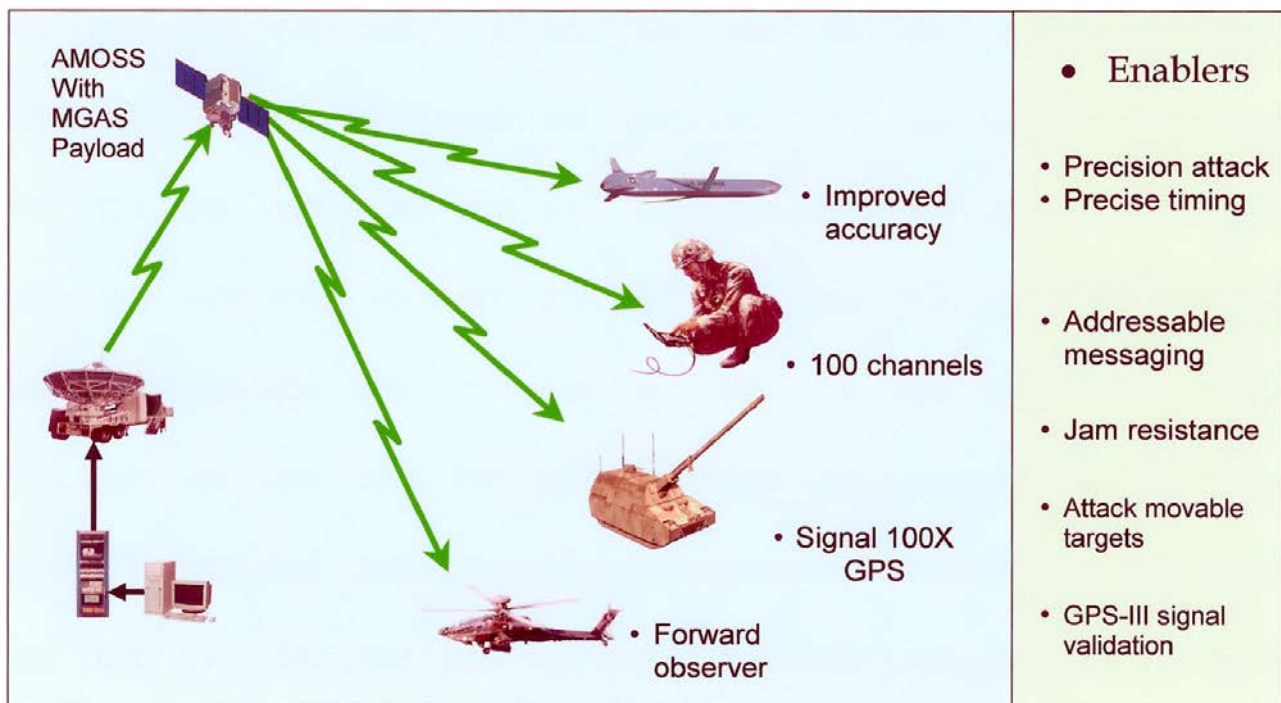 AMOSS
With
MGAS
Payload
• Improved
accuracy
• 100 channels
• Signal 100X
GPS
• Forward
observer
• Enablers
• Precision attack
• Precise timing
• Addressable
messaging
• Jam resistance
• Attack movable
targets
• GPS-III signal
validation